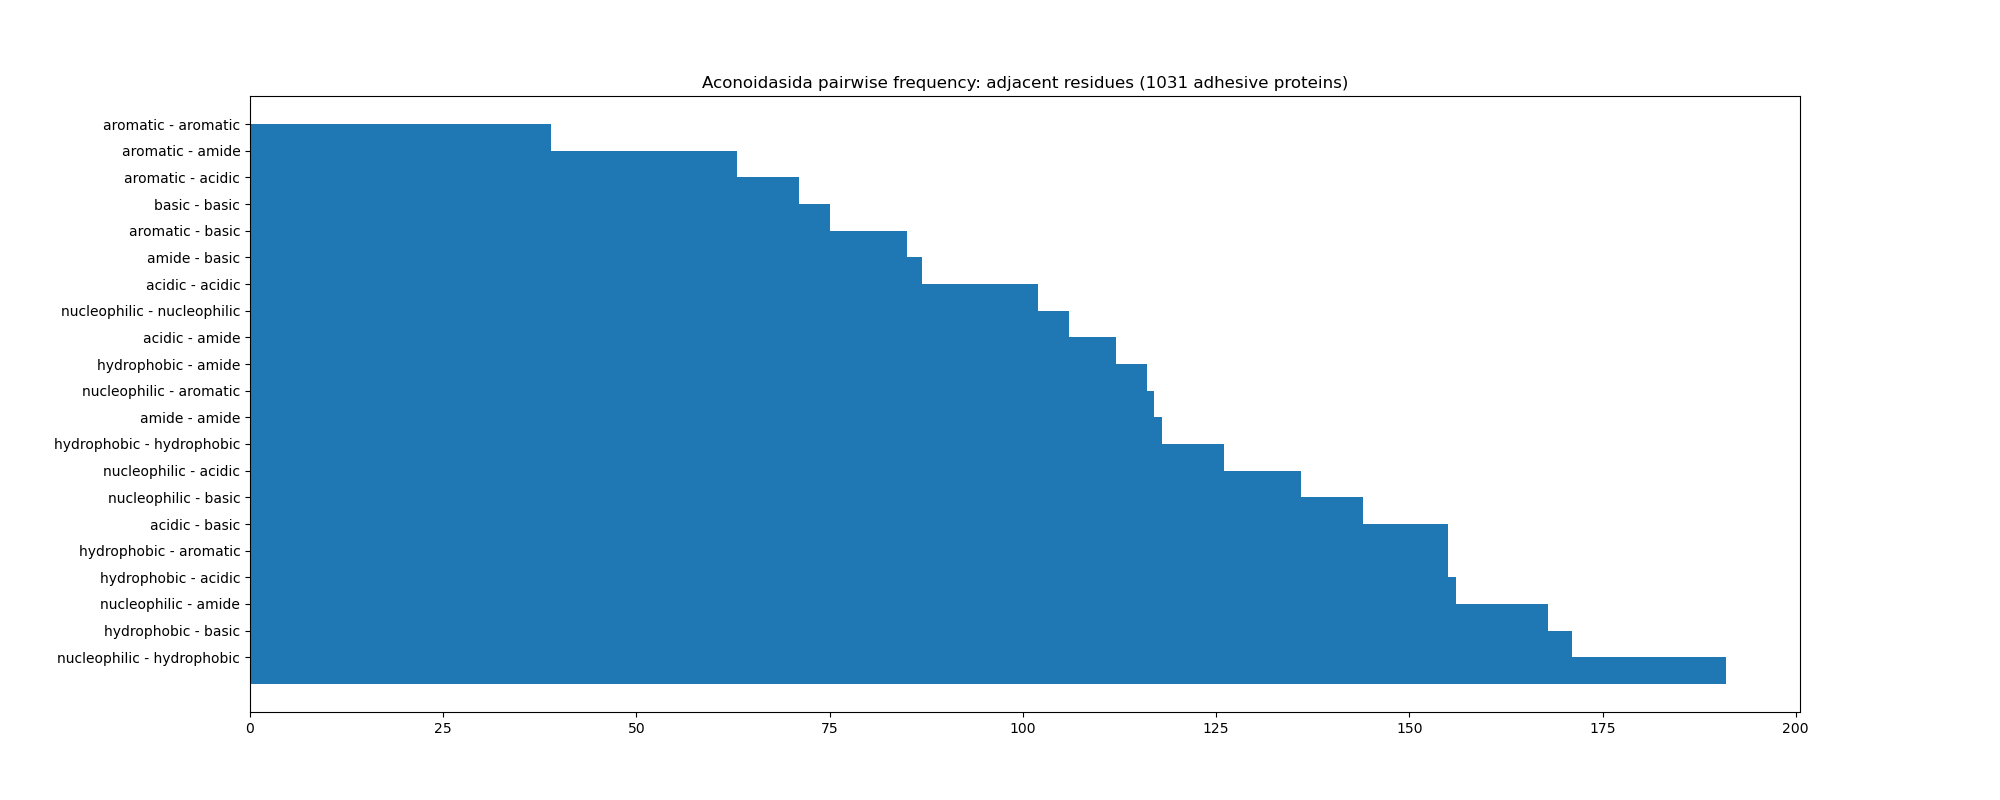 Aconoidasida pairwise frequency: adjacent residues (1031 adhesive proteins)
aromatic - aromatic
aromatic - amide
aromatic - acidic
basic - basic
aromatic - basic
amide - basic
acidic - acidic
nucleophilic - nucleophilic
acidic - amide
hydrophobic - amide
nucleophilic - aromatic
amide - amide
hydrophobic - hydrophobic
nucleophilic - acidic
nucleophilic - basic
acidic - basic
hydrophobic - aromatic
hydrophobic - acidic
nucleophilic - amide
hydrophobic - basic
nucleophilic - hydrophobic
0 25 50 75 100 125 150 175 200